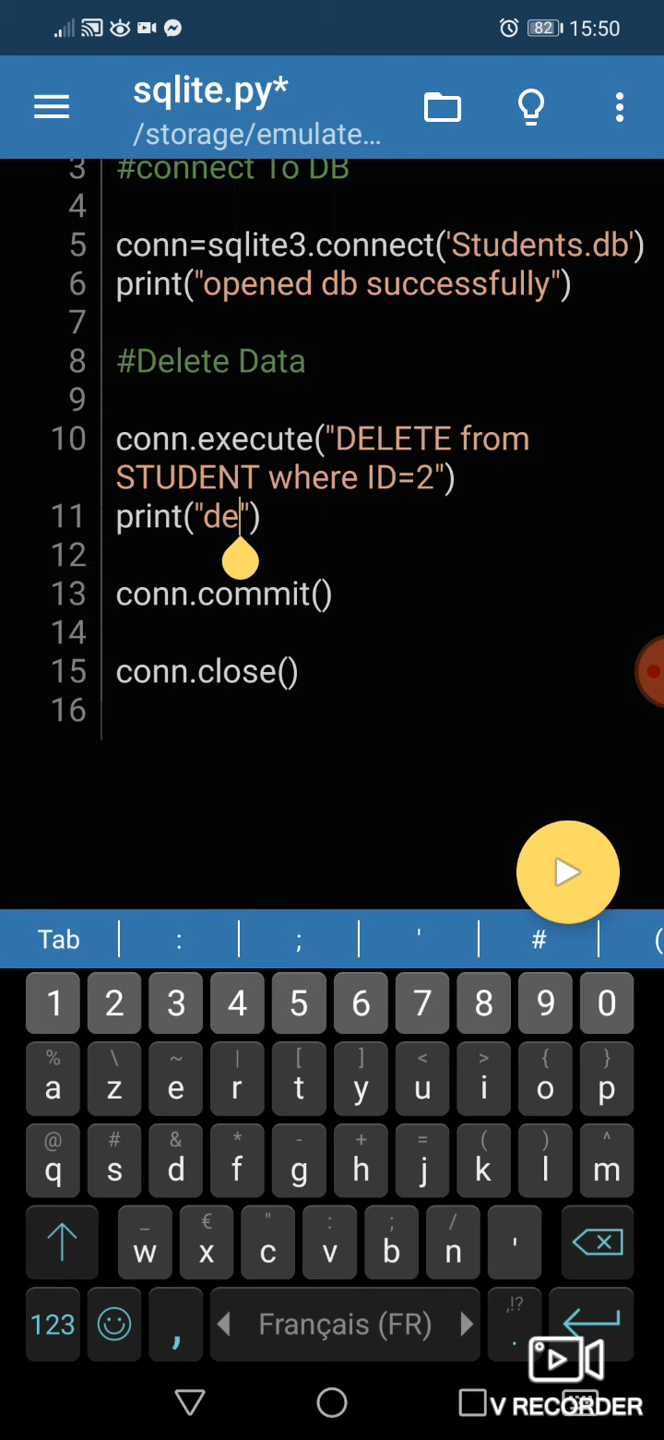 82 15:50
sqlite.py*
/storage/emulate...
3 #connect To DB
4
5 conn=sqlite3.connect('Students.db')
6 print("opened db successfully")
7
8 #Delete Data
9
10 conn.execute("DELETE from
STUDENT where ID=2")
11 print("de")
12
13 conn.commit()
14
15 conn.close()
16
Tab : ; ' # (
1 2 3 4 5 6 7 8 9 0
% \ ~ | [ ] < > { }
a z e r t y u i o p
@ # & * - + = ( ) ^
q s d f g h j k l m
_ € " : ; /
w x c v b n '
,!?
123 , Français (FR) .
V RECORDER